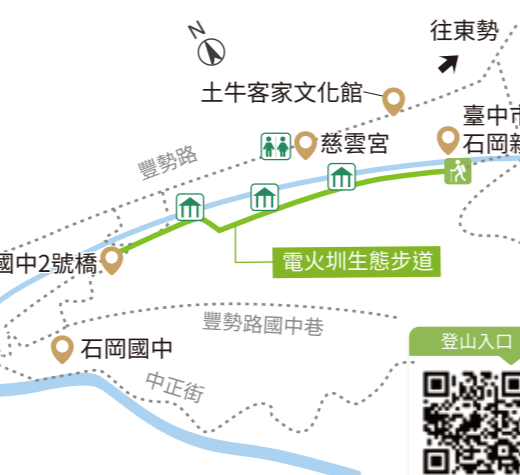 N
往東勢
土牛客家文化館
臺中市
石岡新
慈雲宮
豐勢路
國中2號橋
電火圳生態步道
豐勢路國中巷
登山入口
石岡國中
中正街